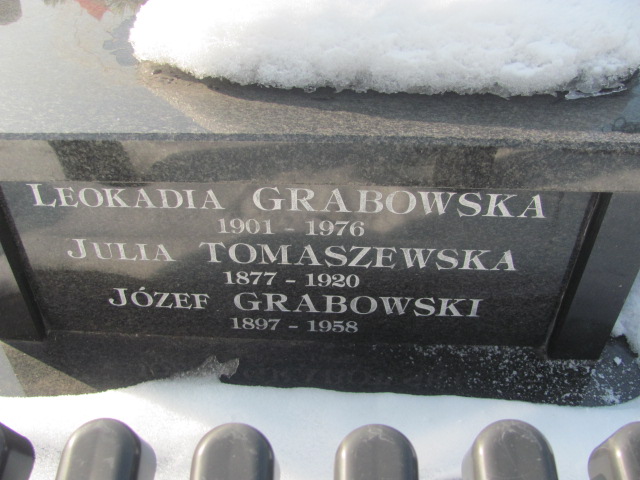 LEOKADIA GRABOWSKA
1901 - 1976
JULIA TOMASZEWSKA
1877 - 1920
JÓZEF GRABOWSKI
1897 - 1958